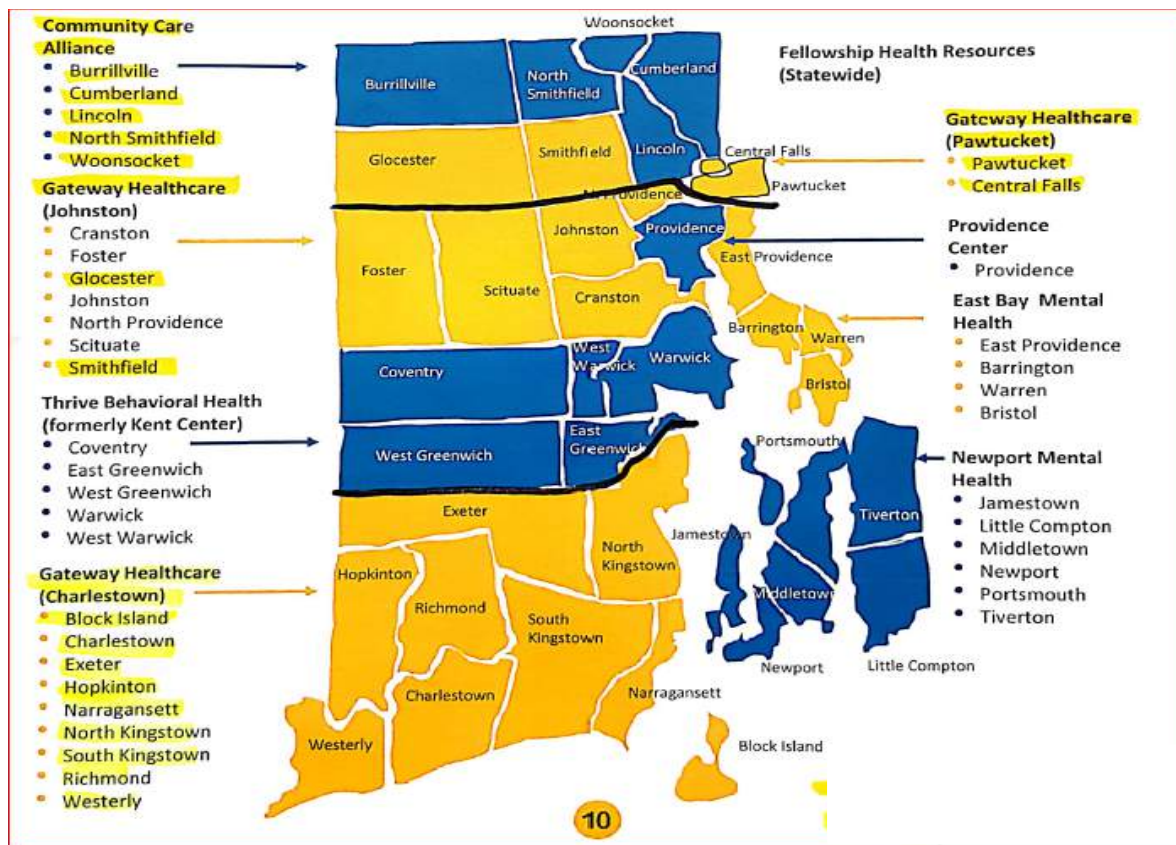 Community Care
Alliance
• Burrillville
• Cumberland
• Lincoln
• North Smithfield
• Woonsocket
Gateway Healthcare
(Johnston)
• Cranston
• Foster
• Glocester
• Johnston
• North Providence
• Scituate
• Smithfield
Thrive Behavioral Health
(formerly Kent Center)
• Coventry
• East Greenwich
• West Greenwich
• Warwick
• West Warwick
Gateway Healthcare
(Charlestown)
• Block Island
• Charlestown
• Exeter
• Hopkinton
• Narragansett
• North Kingstown
• South Kingstown
• Richmond
• Westerly
Woonsocket
Burrillville
North
Smithfield
Cumberland
Glocester
Smithfield
Lincoln
Central Falls
Pawtucket
N. Providence
Foster
Scituate
Johnston
Providence
East Providence
Cranston
Barrington
Warren
Bristol
Coventry
West
Warwick
Warwick
West Greenwich
East
Greenwich
Portsmouth
Tiverton
Exeter
North
Kingstown
Jamestown
Hopkinton
Richmond
South
Kingstown
Middletown
Newport
Little Compton
Charlestown
Narragansett
Westerly
Block Island
10
Fellowship Health Resources
(Statewide)
Gateway Healthcare
(Pawtucket)
• Pawtucket
• Central Falls
Providence
Center
• Providence
East Bay Mental
Health
• East Providence
• Barrington
• Warren
• Bristol
Newport Mental
Health
• Jamestown
• Little Compton
• Middletown
• Newport
• Portsmouth
• Tiverton